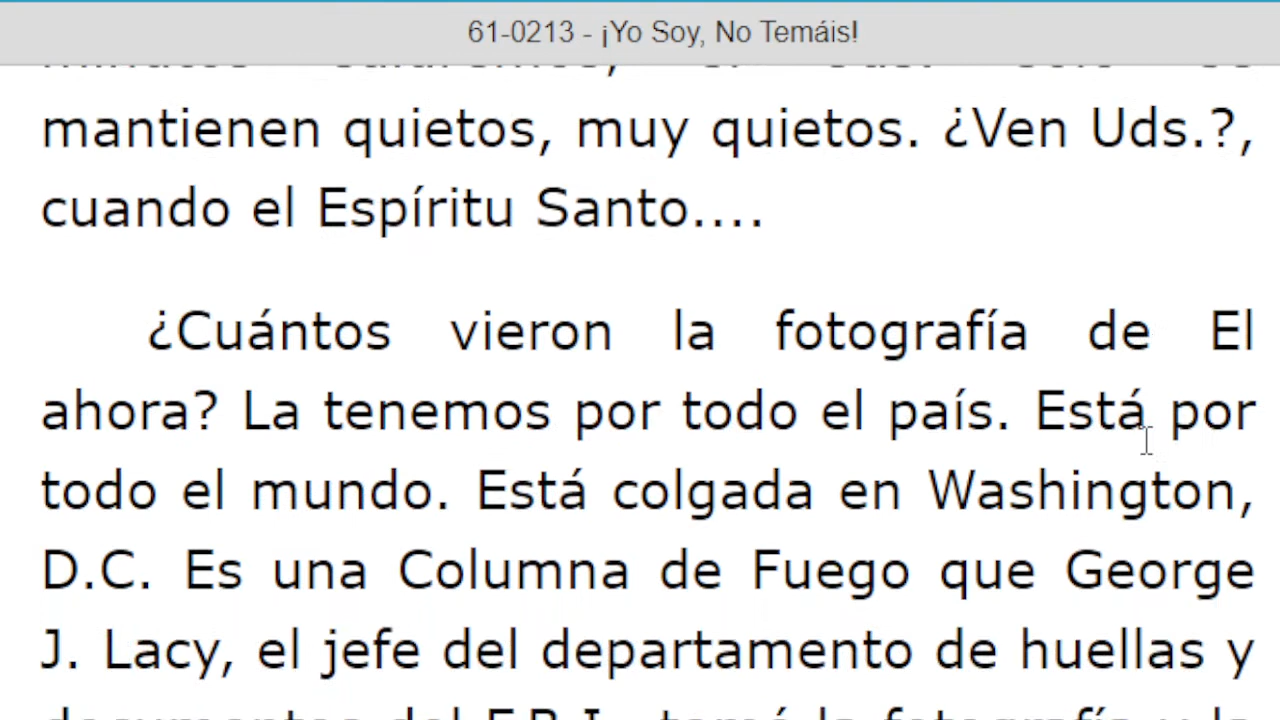 61-0213 - ¡Yo Soy, No Temáis!
mantienen quietos, muy quietos. ¿Ven Uds.?,
cuando el Espíritu Santo....
¿Cuántos vieron la fotografía de El
ahora? La tenemos por todo el país. Está por
todo el mundo. Está colgada en Washington,
D.C. Es una Columna de Fuego que George
J. Lacy, el jefe del departamento de huellas y